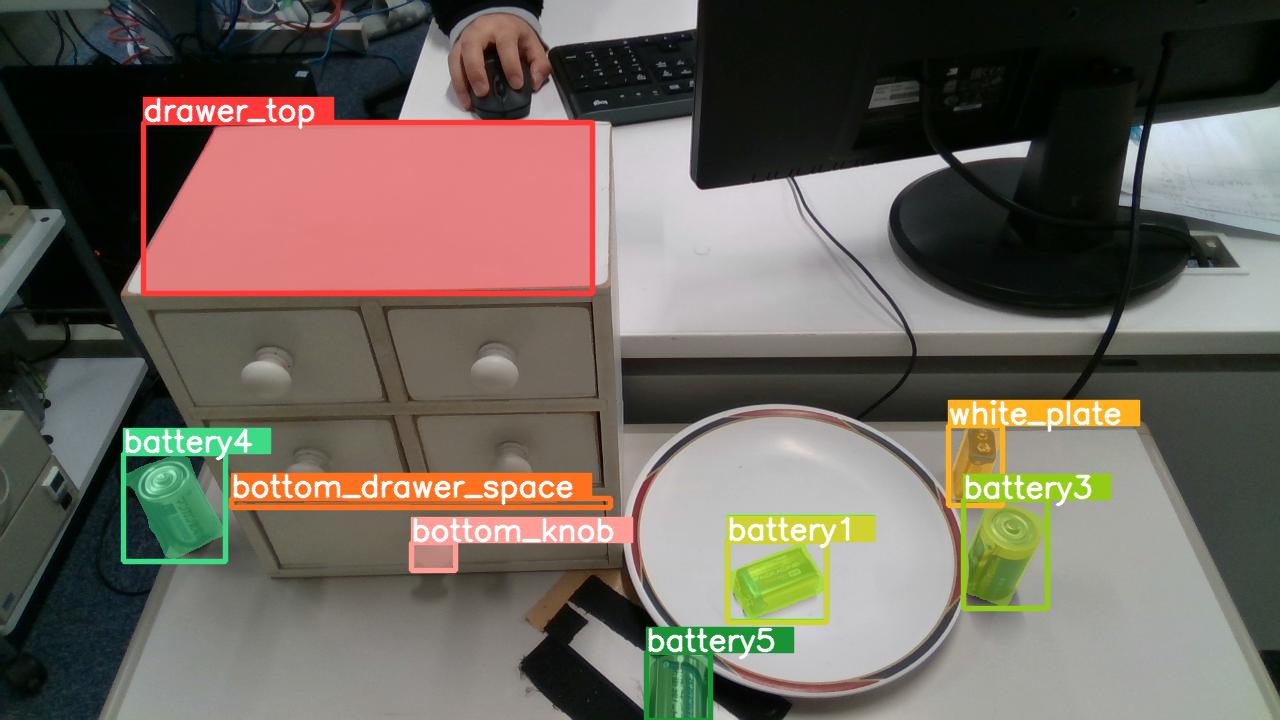 drawer_top
white_plate
battery4
bottom_drawer_space
battery3
bottom_knob
battery1
battery5